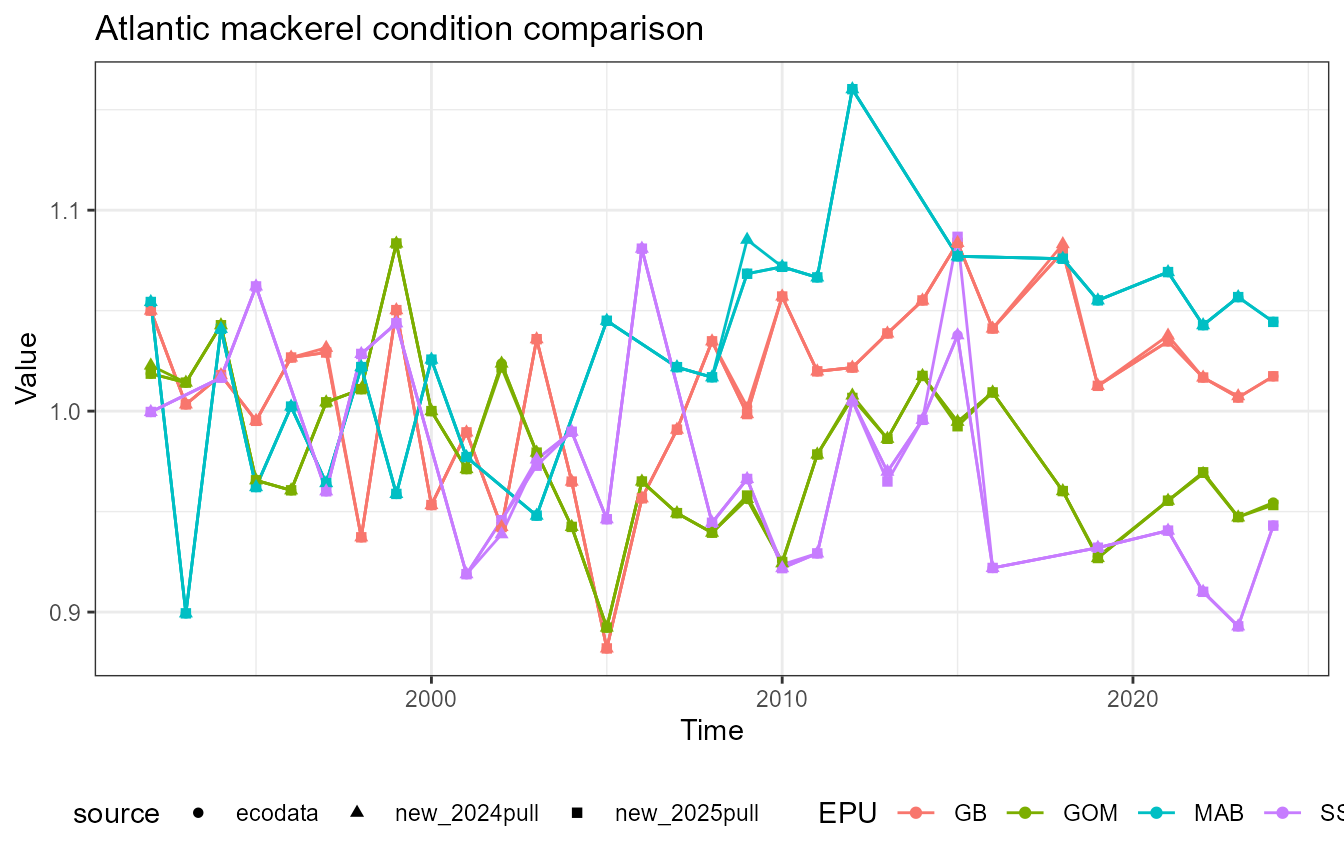 Atlantic mackerel condition comparison
Value
1.1
1.0
0.9
2000 2010 2020
Time
source ecodata new_2024pull new_2025pull EPU GB GOM MAB